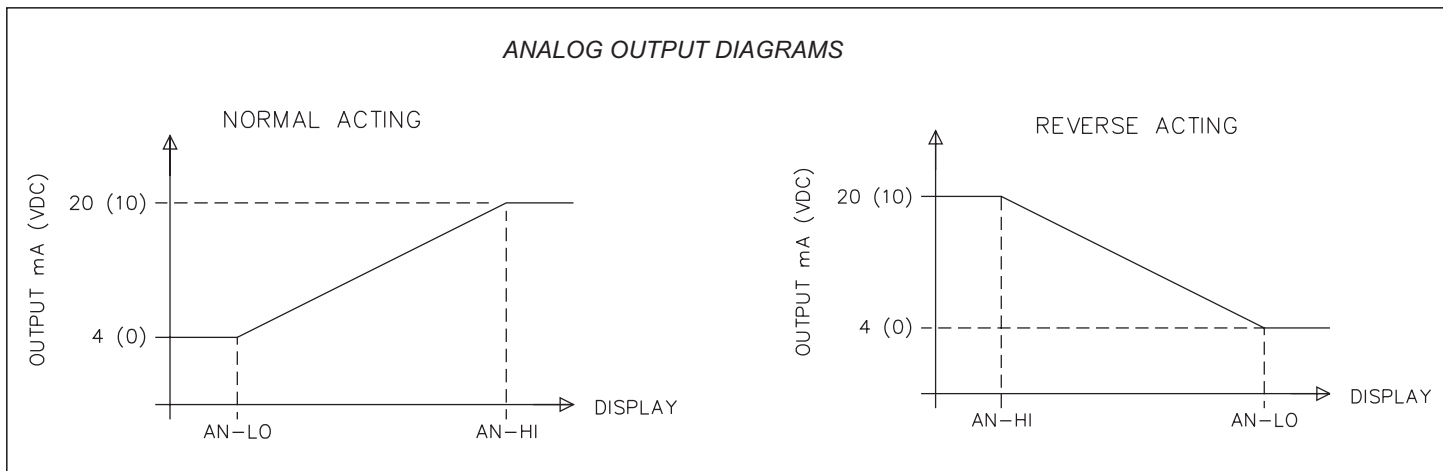 ANALOG OUTPUT DIAGRAMS
NORMAL ACTING
OUTPUT mA (VDC)
20 (10)
4 (0)
DISPLAY
AN-LO
AN-HI
REVERSE ACTING
OUTPUT mA (VDC)
20 (10)
4 (0)
DISPLAY
AN-HI
AN-LO